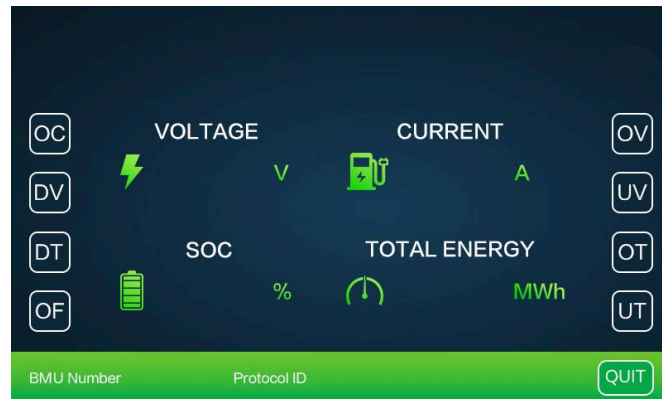 OC
VOLTAGE
CURRENT
OV
V
A
DV
UV
SOC
TOTAL ENERGY
DT
OT
%
MWh
OF
UT
BMU Number
Protocol ID
QUIT